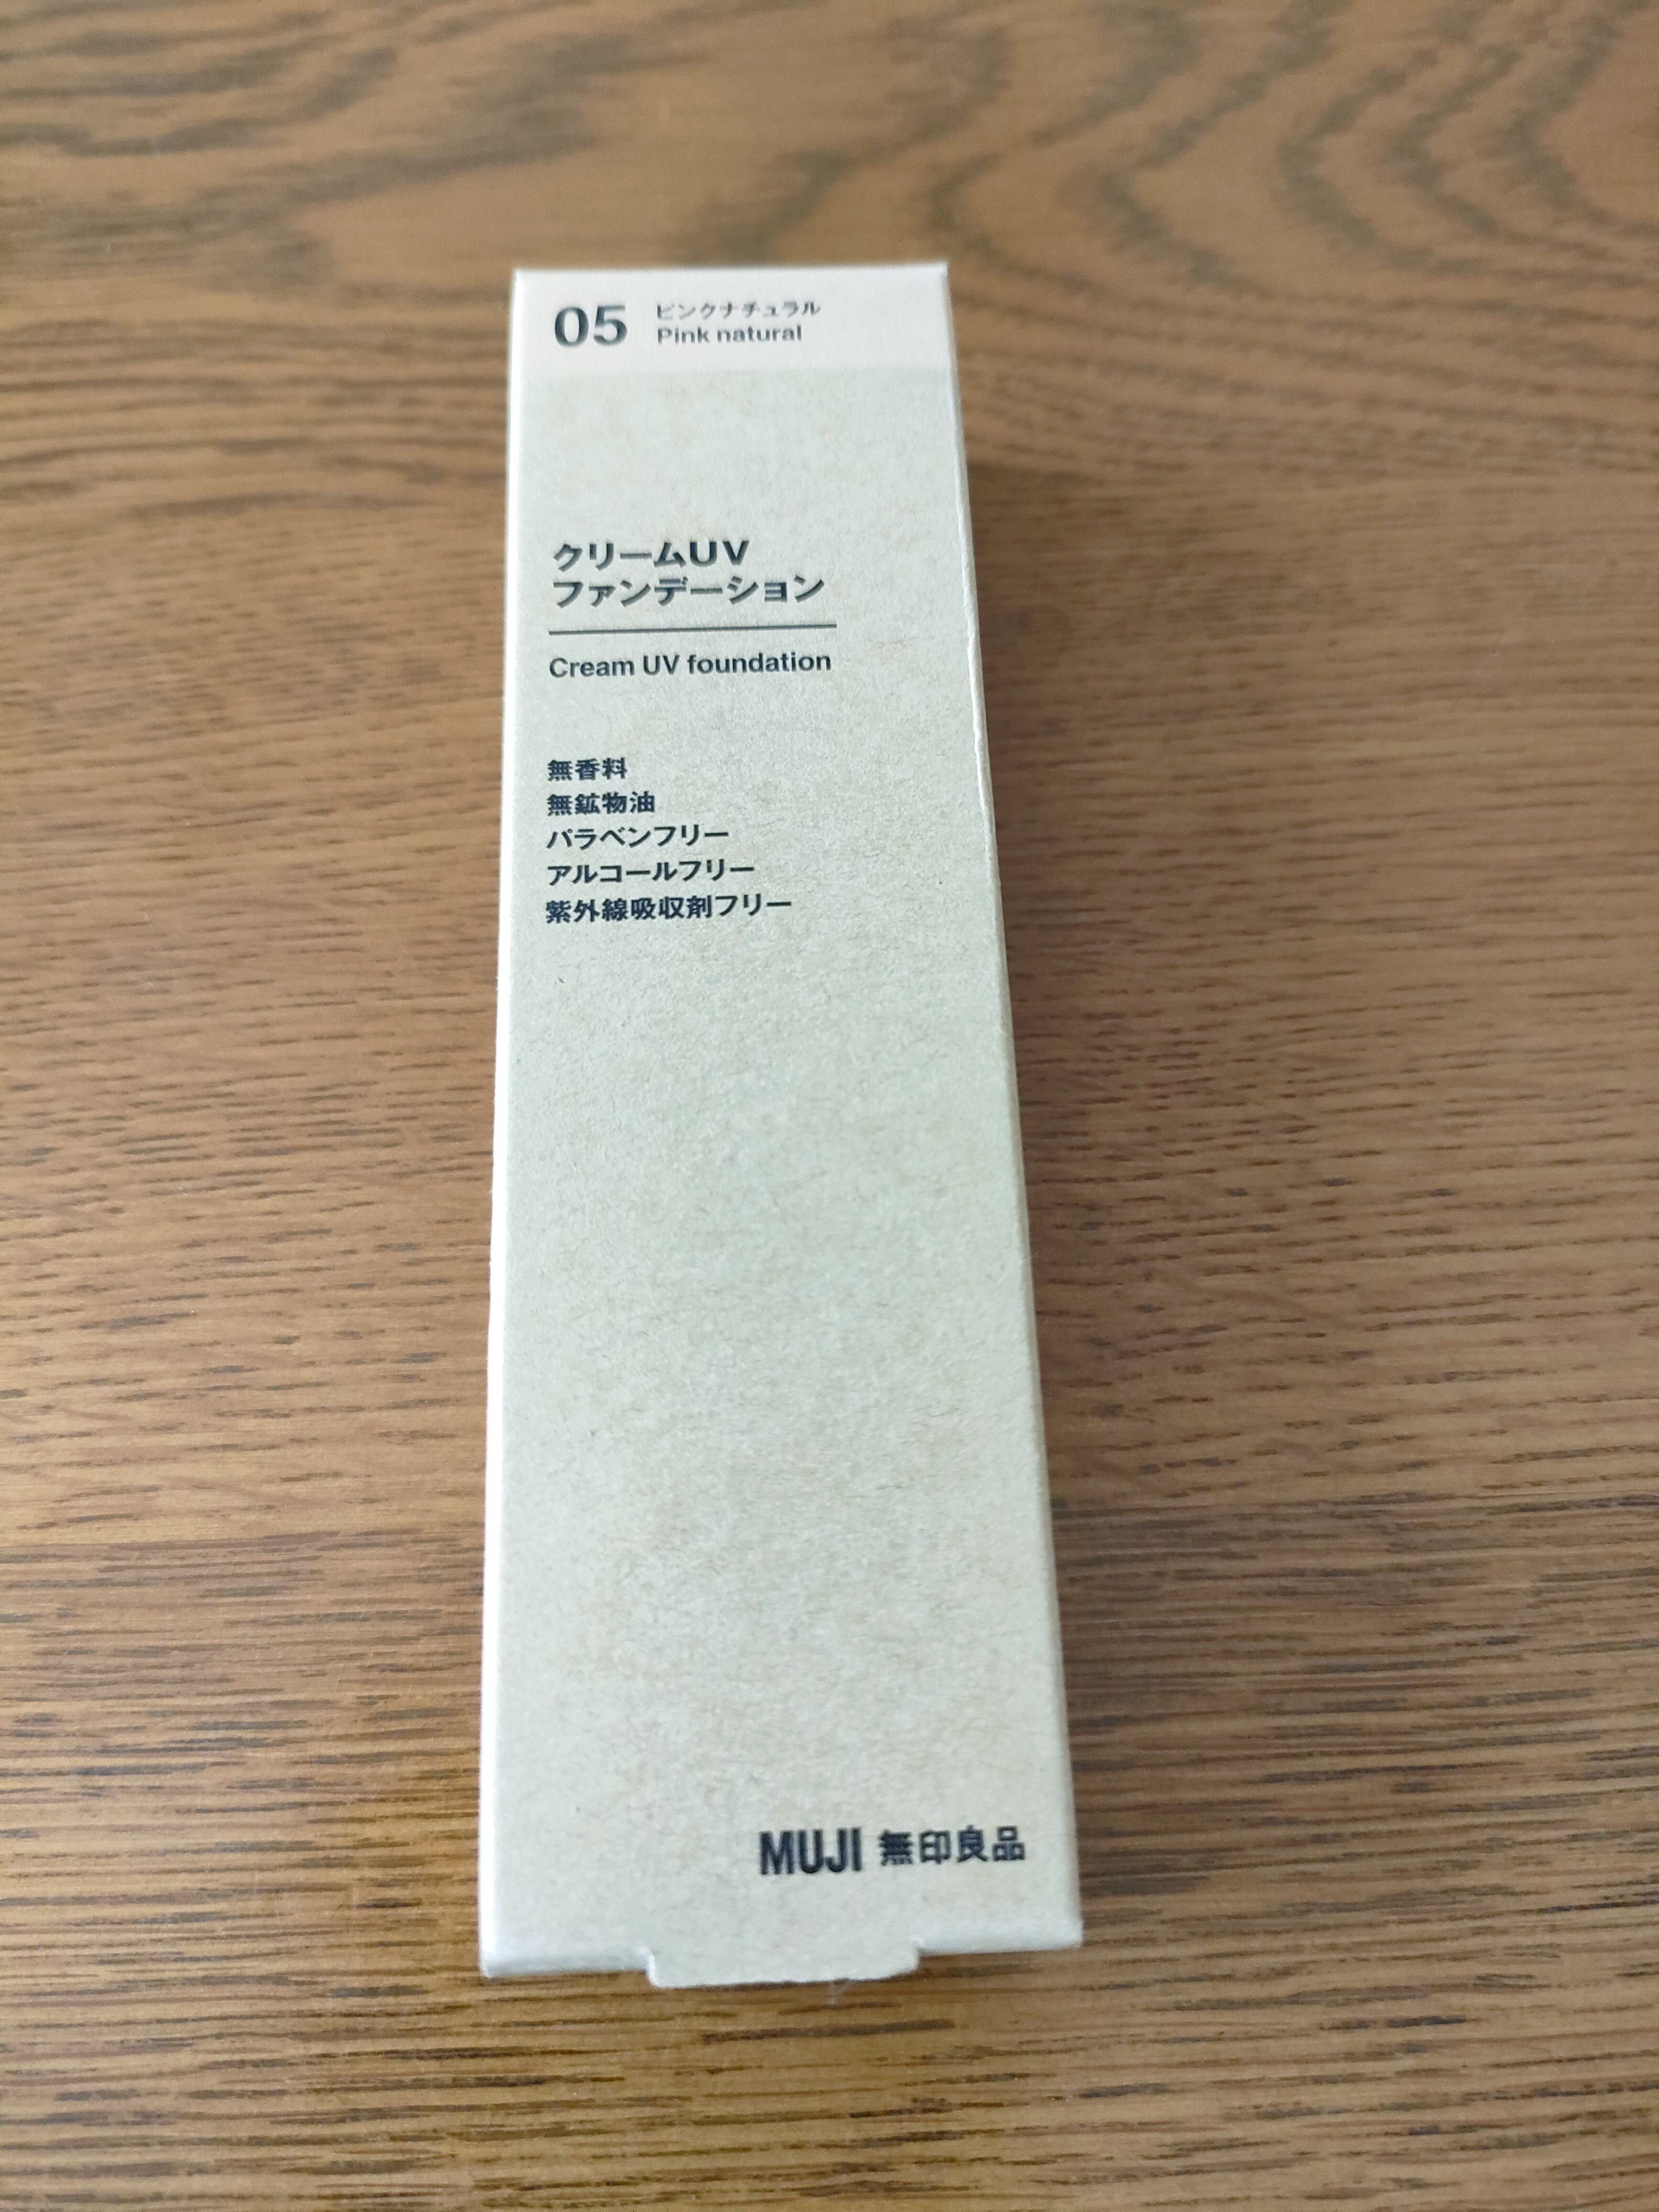 05 ピンクナチュラル
Pink natural
クリームUV
ファンデーション
Cream UV foundation
無香料
無鉱物油
パラベンフリー
アルコールフリー
紫外線吸収剤フリー
MUJI 無印良品